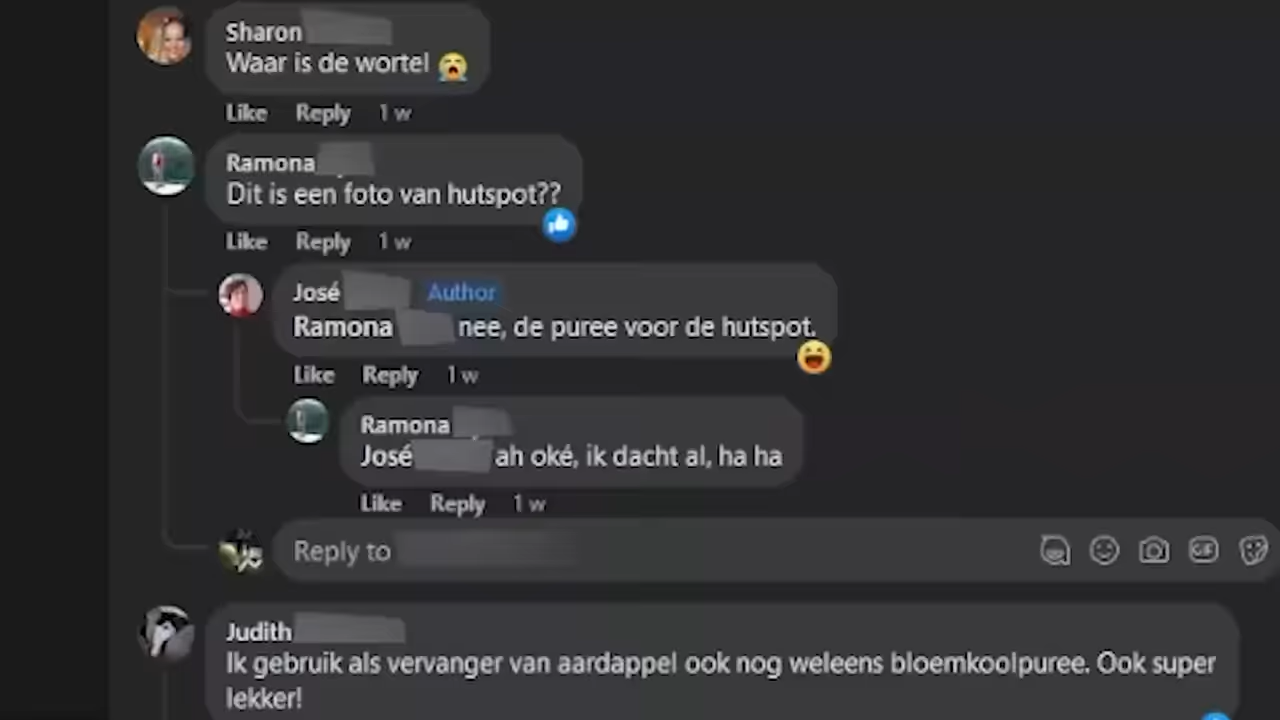 Sharon
Waar is de wortel 😭
Like Reply 1 w
Ramona
Dit is een foto van hutspot??
Like Reply 1 w
José Author
Ramona nee, de puree voor de hutspot.
Like Reply 1 w
Ramona
José ah oké, ik dacht al, ha ha
Like Reply 1 w
Reply to
GIF
Judith
Ik gebruik als vervanger van aardappel ook nog weleens bloemkoolpuree. Ook super
lekker!